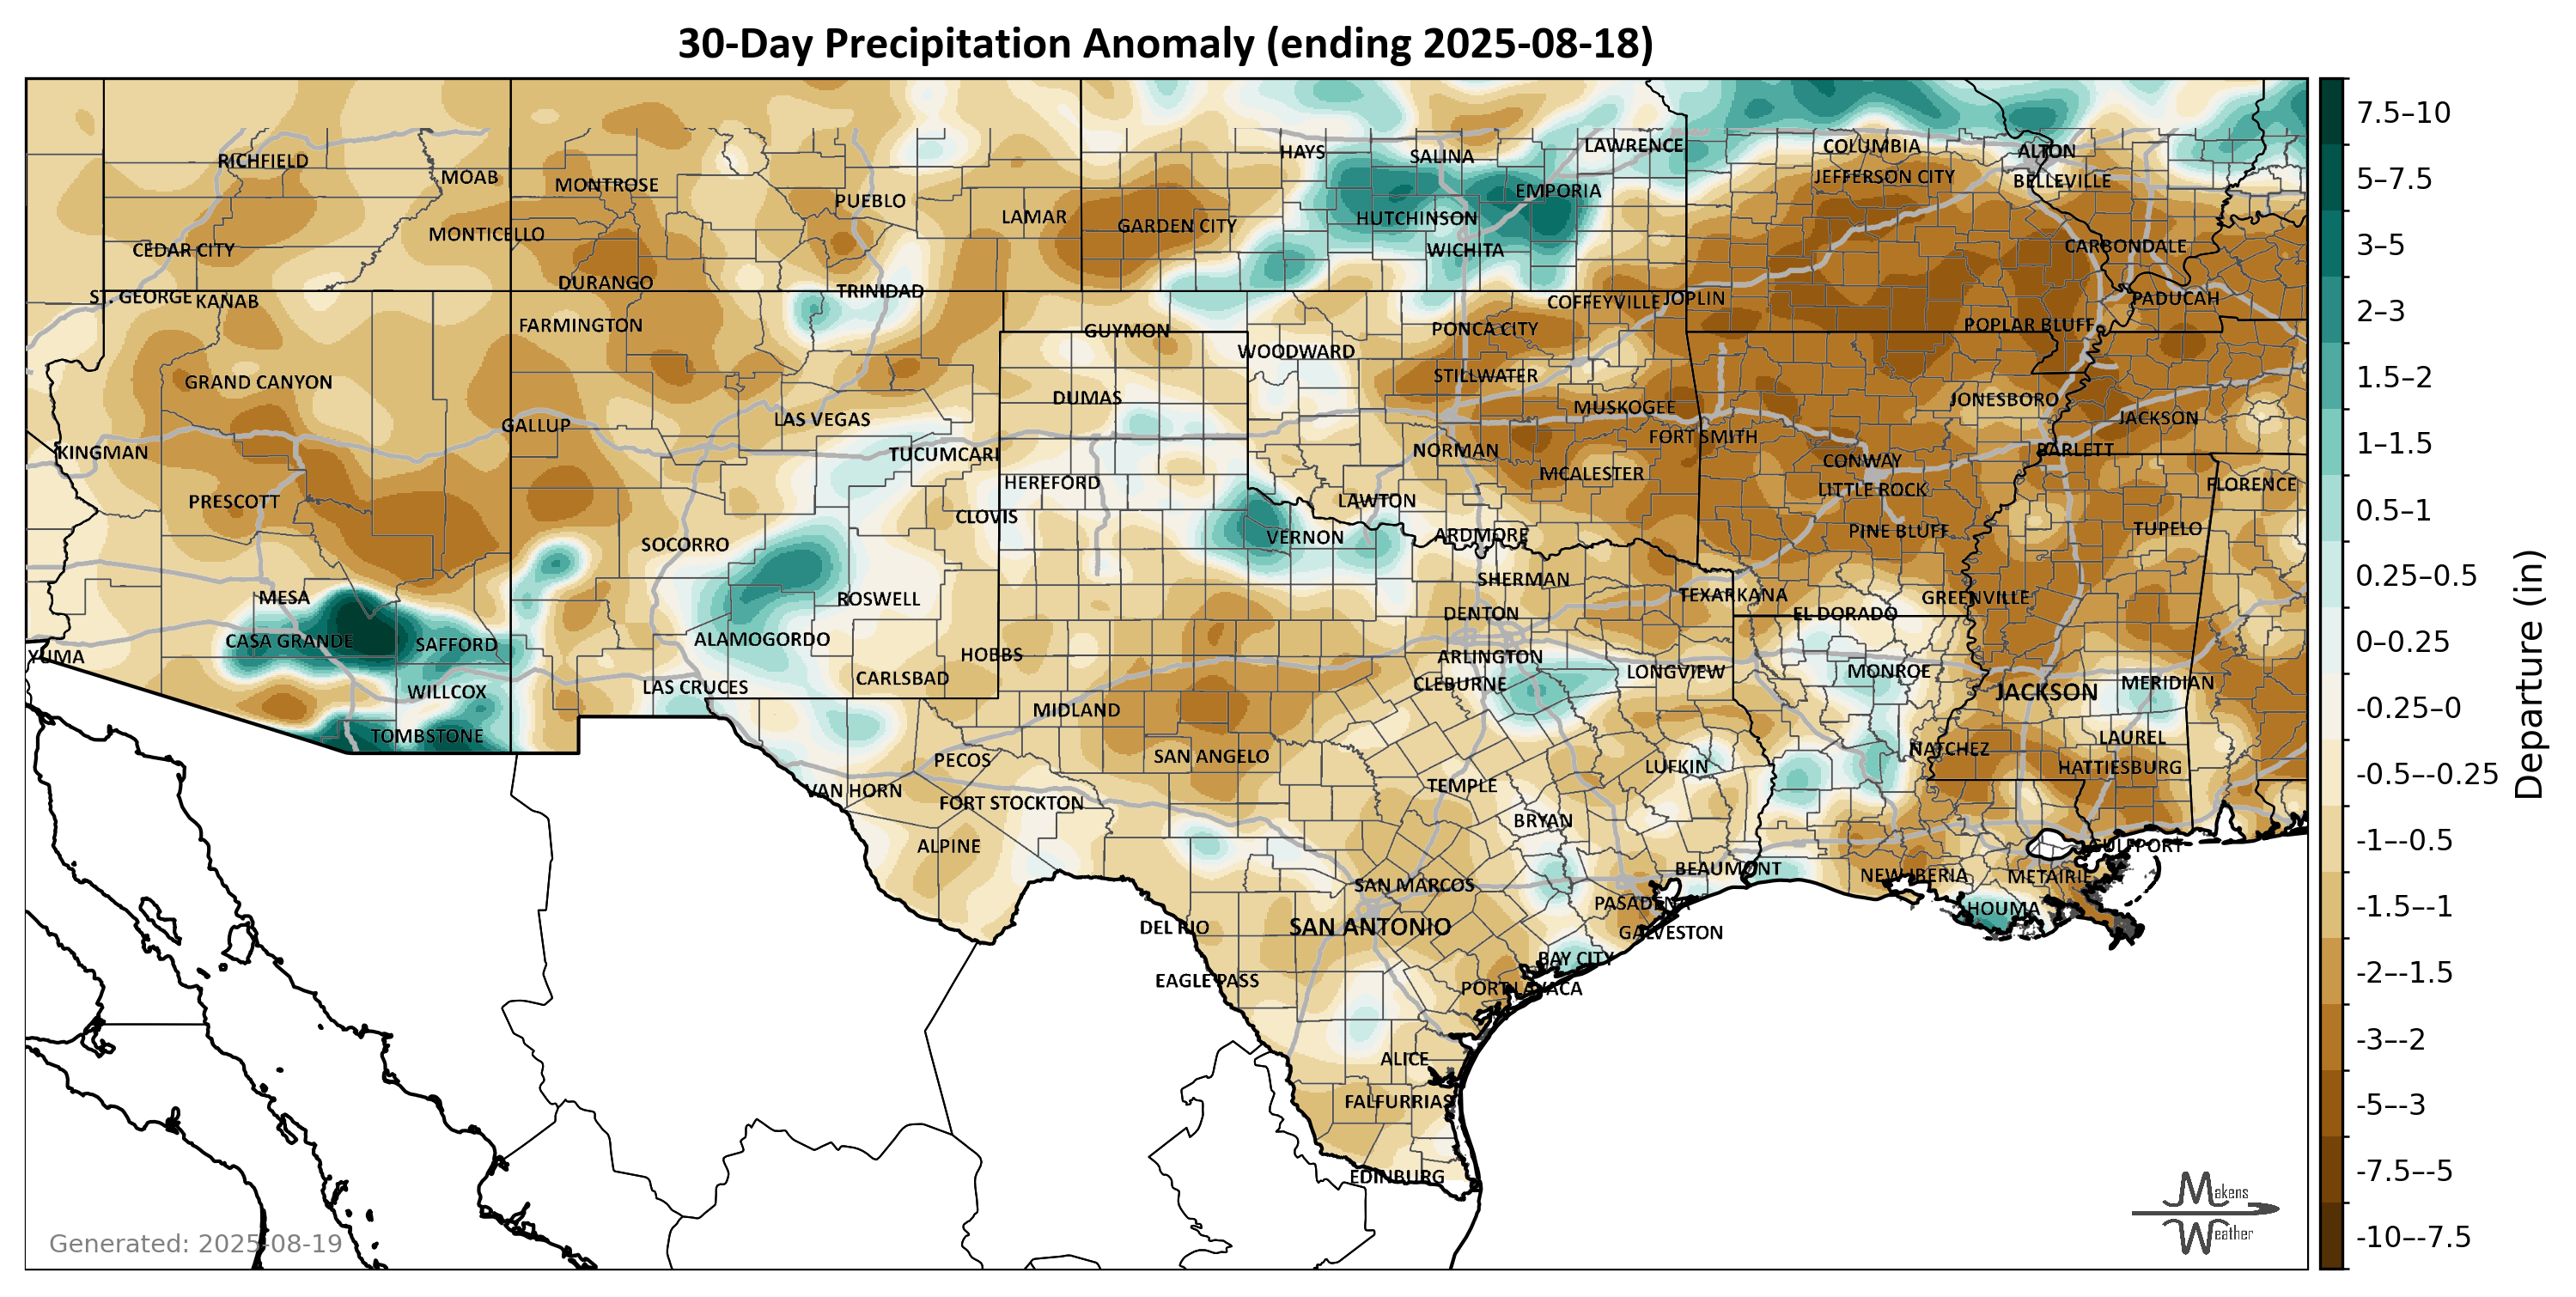 30-Day Precipitation Anomaly (ending 2025-08-18)
HAYS SALINA LAWRENCE COLUMBIA ALTON
RICHFIELD MOAB MONTROSE EMPORIA JEFFERSON CITY BELLEVILLE
PUEBLO LAMAR GARDEN CITY HUTCHINSON
CEDAR CITY MONTICELLO WICHITA CARBONDALE
DURANGO TRINIDAD
ST. GEORGE KANAB COFFEYVILLE JOPLIN PADUCAH
FARMINGTON GUYMON PONCA CITY POPLAR BLUFF
WOODWARD
GRAND CANYON STILLWATER
DUMAS MUSKOGEE JONESBORO
GALLUP LAS VEGAS JACKSON
KINGMAN TUCUMCARI NORMAN FORT SMITH BARLETT
CONWAY
PRESCOTT HEREFORD MCALESTER LITTLE ROCK FLORENCE
LAWTON
CLOVIS PINE BLUFF TUPELO
SOCORRO VERNON ARDMORE
SHERMAN
MESA ROSWELL TEXARKANA GREENVILLE
DENTON EL DORADO
CASA GRANDE SAFFORD ALAMOGORDO
YUMA HOBBS ARLINGTON
WILLCOX LAS CRUCES CARLSBAD CLEBURNE LONGVIEW MONROE JACKSON MERIDIAN
MIDLAND
TOMBSTONE LAUREL
PECOS SAN ANGELO NATCHEZ
LUFKIN HATTIESBURG
VAN HORN FORT STOCKTON TEMPLE
BRYAN
ALPINE GULFPORT
SAN MARCOS BEAUMONT NEW IBERIA METAIRIE
PASADENA HOUMA
DEL RIO SAN ANTONIO GALVESTON
BAY CITY
EAGLE PASS PORT LAVACA
ALICE
FALFURRIAS
EDINBURG
7.5–10
5–7.5
3–5
2–3
1.5–2
1–1.5
0.5–1
0.25–0.5
0–0.25
-0.25–0
-0.5–-0.25
-1–-0.5
-1.5–-1
-2–-1.5
-3–-2
-5–-3
-7.5–-5
-10–-7.5
Departure (in)
Makens
Weather
Generated: 2025-08-19